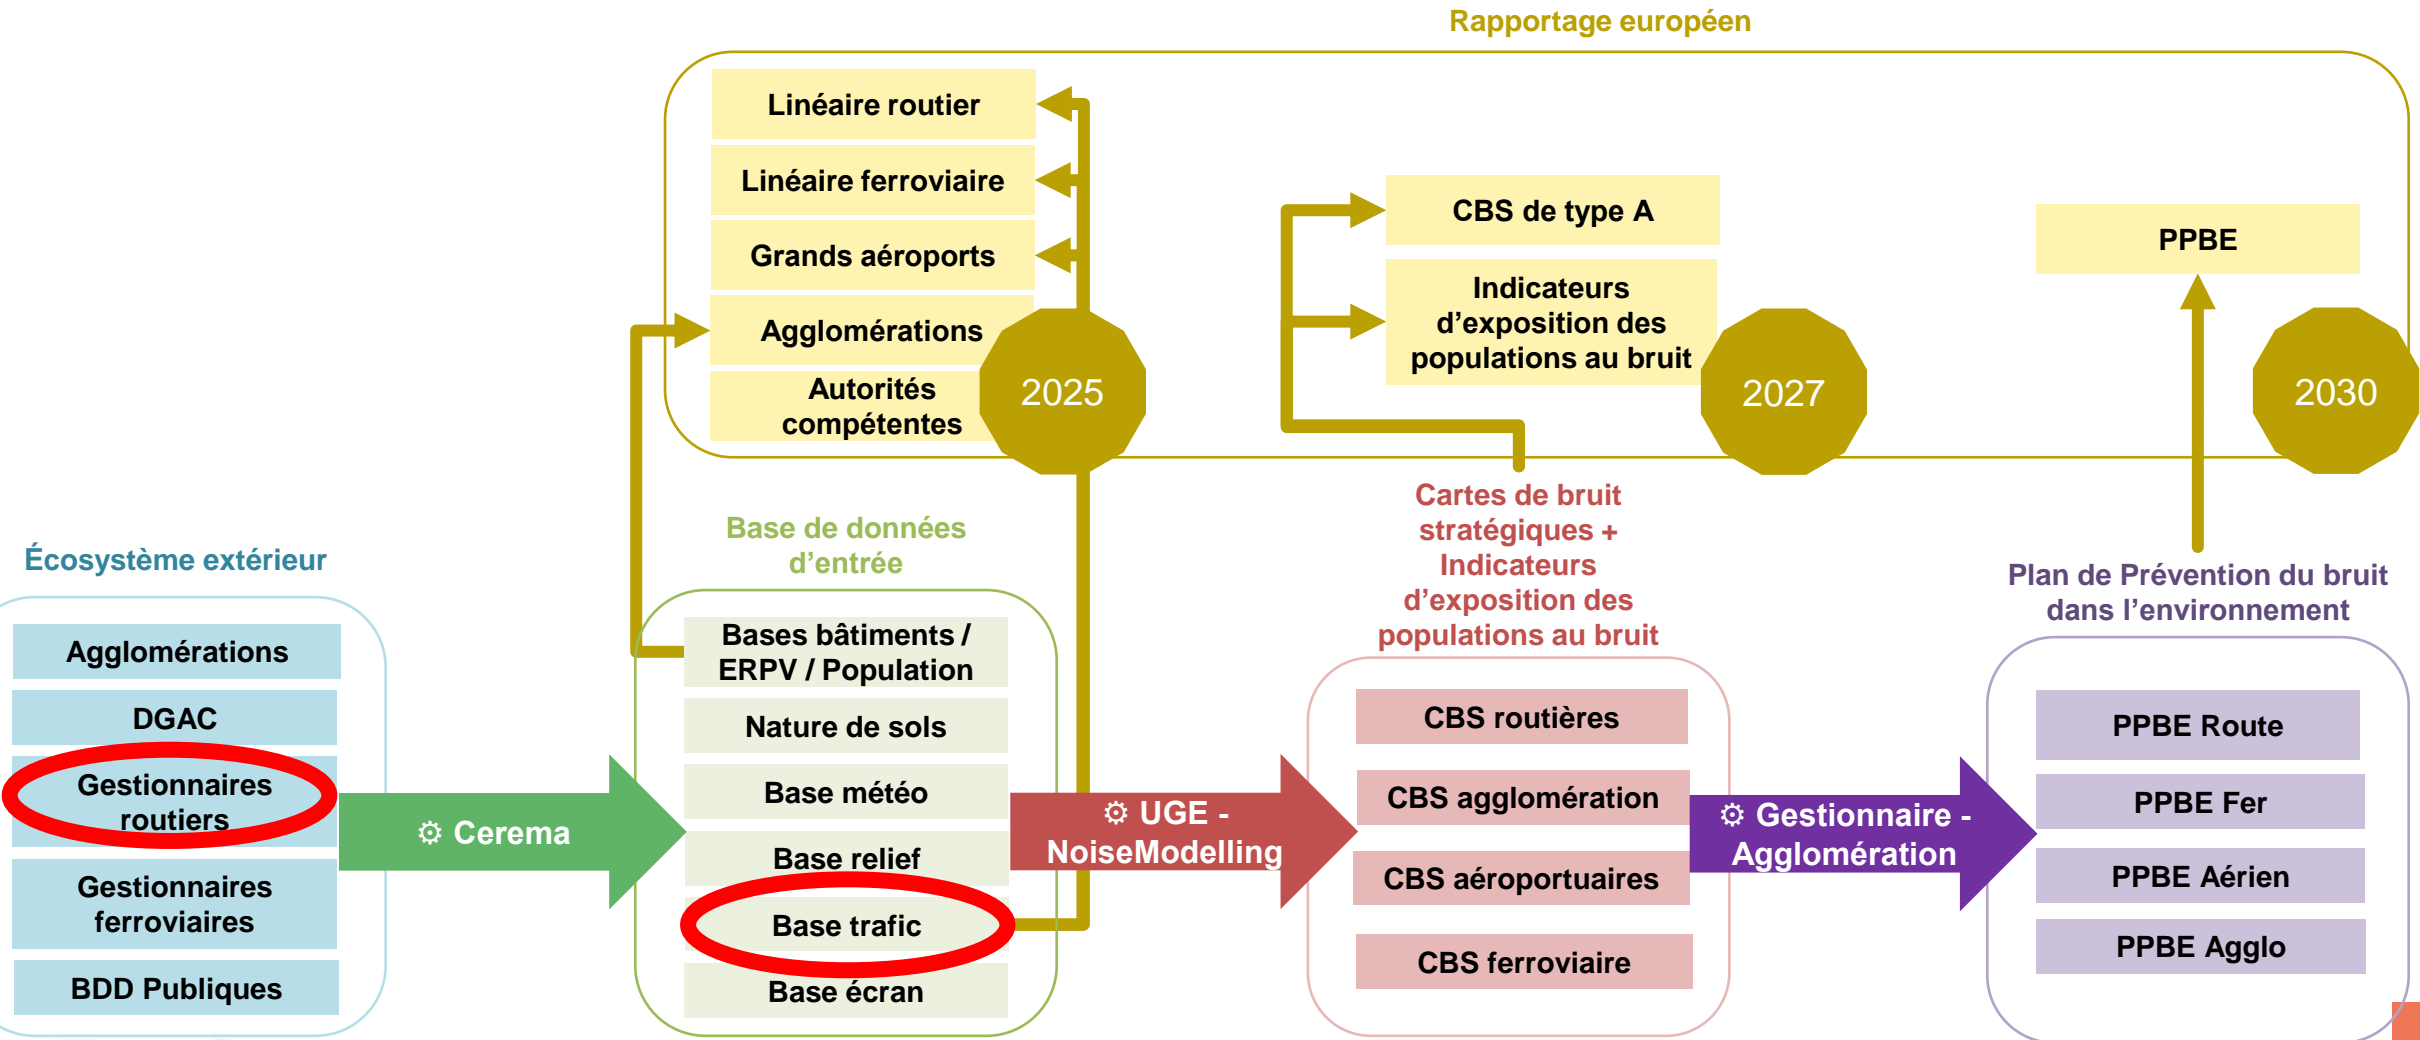 Rapportage européen
Linéaire routier
Linéaire ferroviaire
Grands aéroports
Agglomérations
Autorités
compétentes
2025
CBS de type A
Indicateurs
d’exposition des
populations au bruit
2027
PPBE
2030
Écosystème extérieur
Agglomérations
DGAC
Gestionnaires
routiers
Gestionnaires
ferroviaires
BDD Publiques
⚙ Cerema
Base de données
d’entrée
Bases bâtiments /
ERPV / Population
Nature de sols
Base météo
Base relief
Base trafic
Base écran
⚙ UGE -
NoiseModelling
Cartes de bruit
stratégiques +
Indicateurs
d’exposition des
populations au bruit
CBS routières
CBS agglomération
CBS aéroportuaires
CBS ferroviaire
⚙ Gestionnaire -
Agglomération
Plan de Prévention du bruit
dans l’environnement
PPBE Route
PPBE Fer
PPBE Aérien
PPBE Agglo